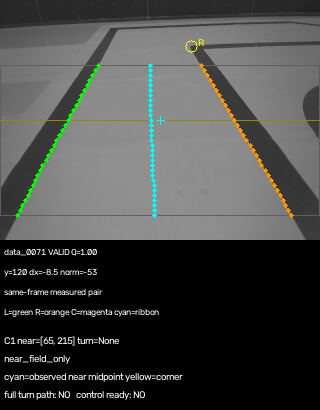 R
data_0071 VALID Q=1.00
y=120 dx=-8.5 norm=-53
same-frame measured pair
L=green R=orange C=magenta cyan=ribbon
C1 near=[65, 215] turn=None
near_field_only
cyan=observed near midpoint yellow=corner
full turn path: NO control ready: NO